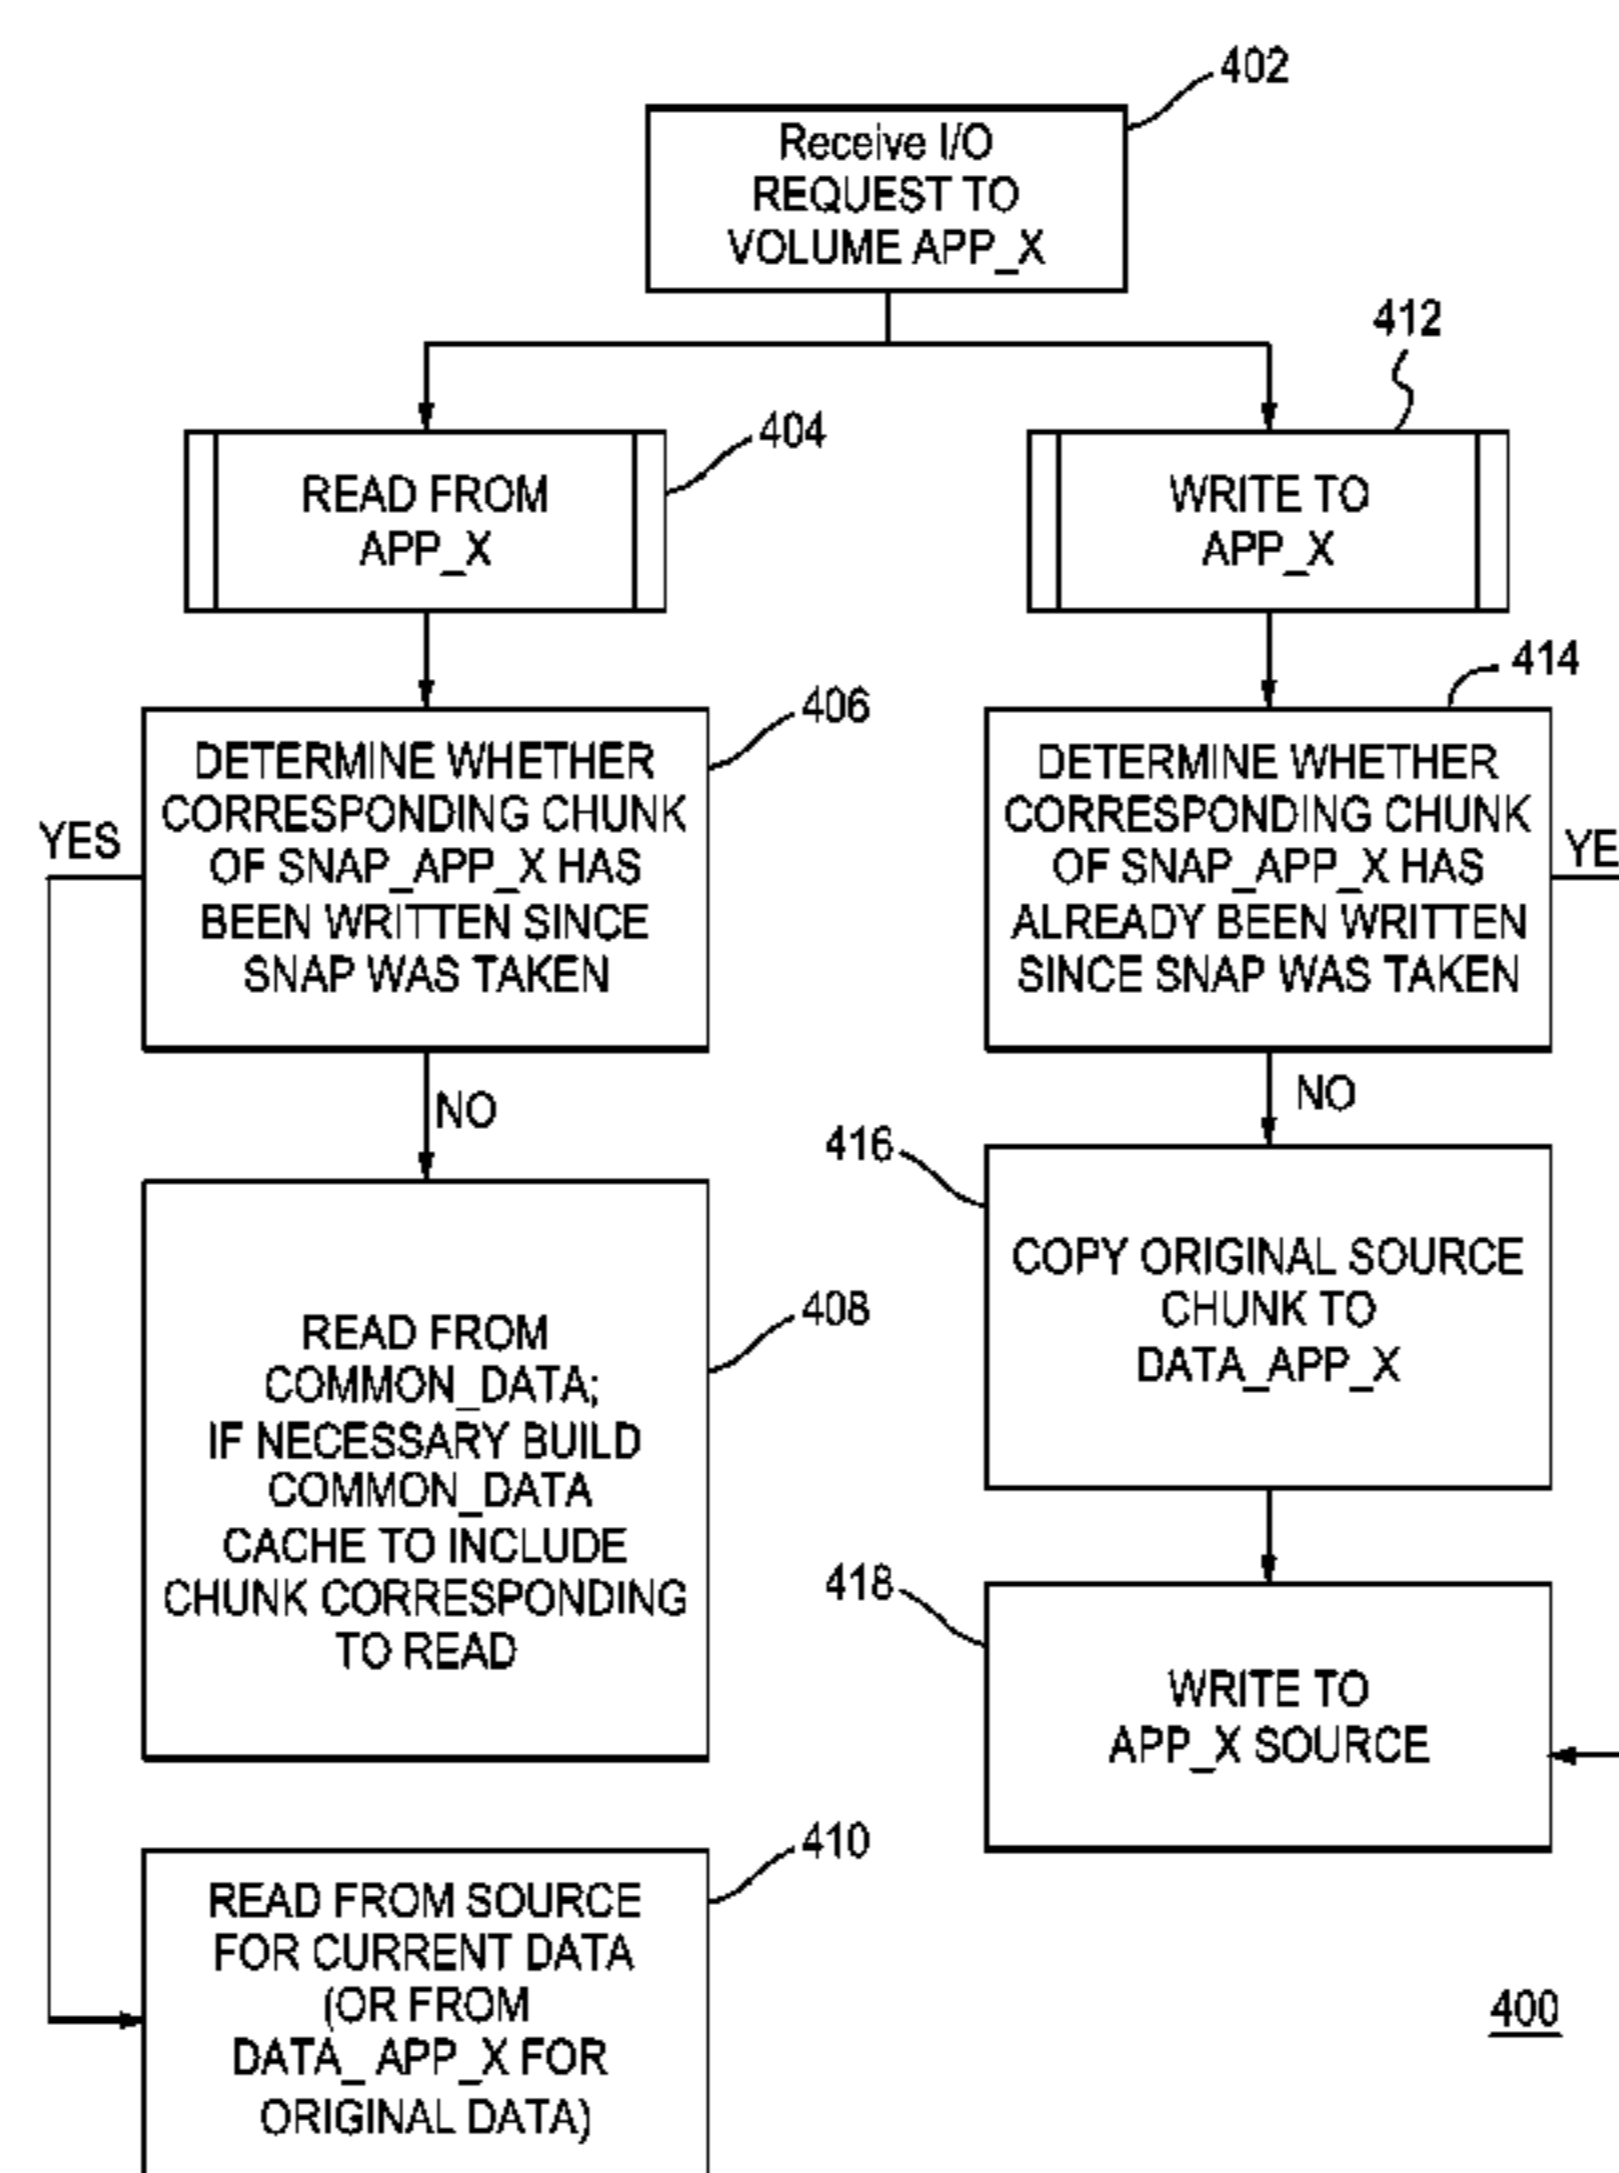 402
Receive I/O
REQUEST TO
VOLUME APP_X
412
404
READ FROM
APP_X
WRITE TO
APP_X
414
406
DETERMINE WHETHER
CORRESPONDING CHUNK
OF SNAP_APP_X HAS
BEEN WRITTEN SINCE
SNAP WAS TAKEN
YES
DETERMINE WHETHER
CORRESPONDING CHUNK
OF SNAP_APP_X HAS
ALREADY BEEN WRITTEN
SINCE SNAP WAS TAKEN
YE
NO
NO
416
408
READ FROM
COMMON_DATA;
IF NECESSARY BUILD
COMMON_DATA
CACHE TO INCLUDE
CHUNK CORRESPONDING
TO READ
COPY ORIGINAL SOURCE
CHUNK TO
DATA_APP_X
418
WRITE TO
APP_X SOURCE
410
READ FROM SOURCE
FOR CURRENT DATA
(OR FROM
DATA_ APP_X FOR
ORIGINAL DATA)
400